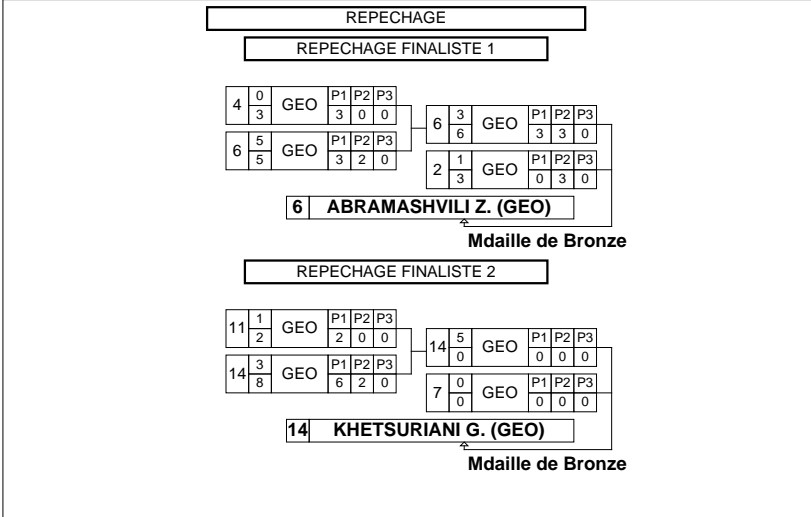 REPECHAGE
REPECHAGE FINALISTE 1
4 0 3 GEO P1 P2 P3 3 0 0
6 5 5 GEO P1 P2 P3 3 2 0
6 3 6 GEO P1 P2 P3 3 3 0
2 1 3 GEO P1 P2 P3 0 3 0
6 ABRAMASHVILI Z. (GEO)
Mdaille de Bronze
REPECHAGE FINALISTE 2
11 1 2 GEO P1 P2 P3 2 0 0
14 3 8 GEO P1 P2 P3 6 2 0
14 5 0 GEO P1 P2 P3 0 0 0
7 0 0 GEO P1 P2 P3 0 0 0
14 KHETSURIANI G. (GEO)
Mdaille de Bronze